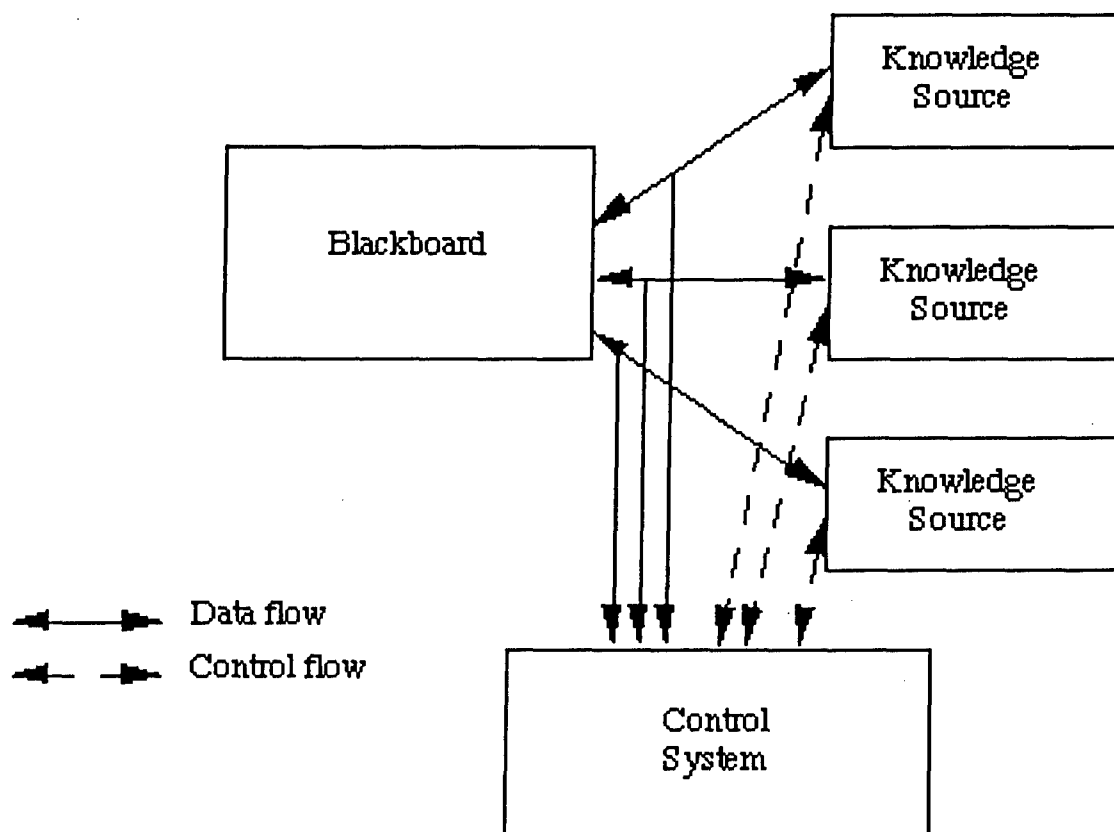 Knowledge
Source
Blackboard
Knowledge
Source
Knowledge
Source
Data flow
Control flow
Control
System